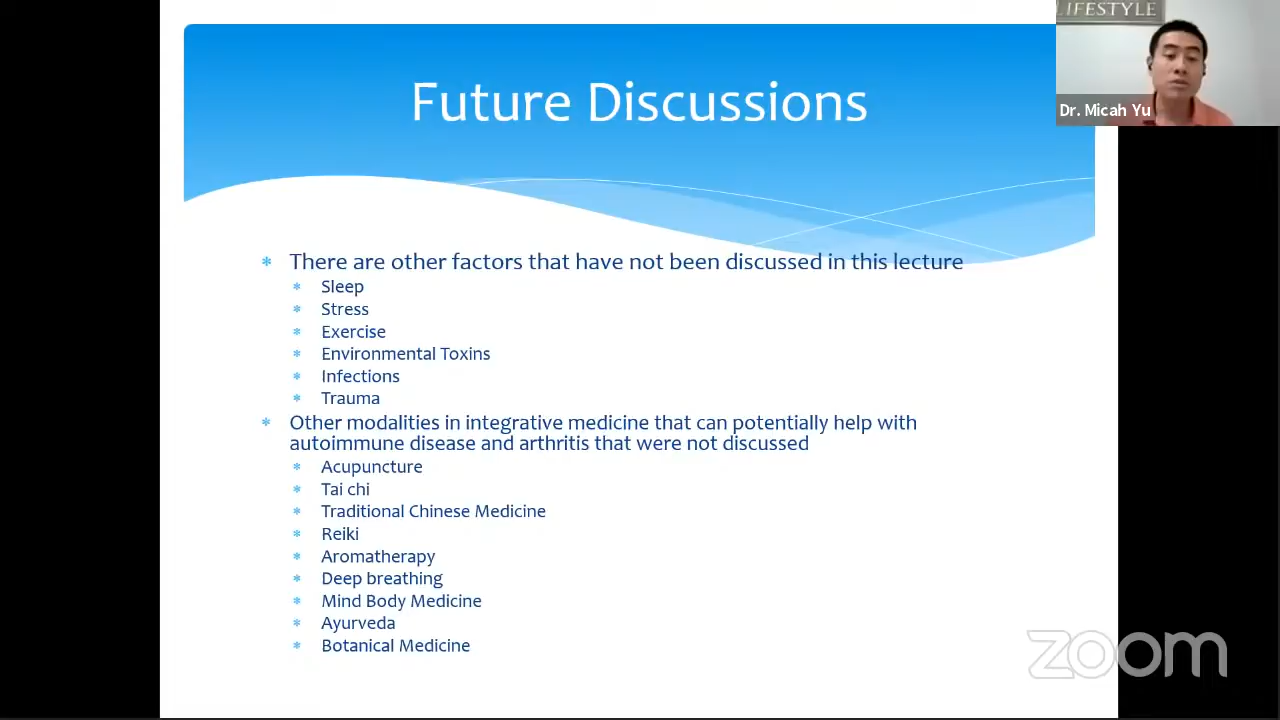 LIFESTYLE
Dr. Micah Yu
Future Discussions
* There are other factors that have not been discussed in this lecture
* Sleep
* Stress
* Exercise
* Environmental Toxins
* Infections
* Trauma
* Other modalities in integrative medicine that can potentially help with
autoimmune disease and arthritis that were not discussed
* Acupuncture
* Tai chi
* Traditional Chinese Medicine
* Reiki
* Aromatherapy
* Deep breathing
* Mind Body Medicine
* Ayurveda
* Botanical Medicine
zoom